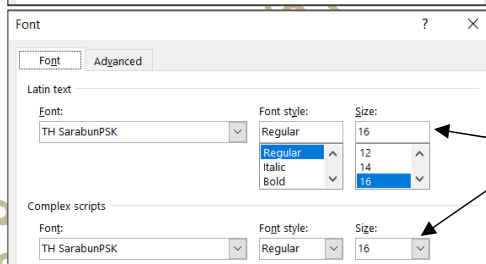 Font ? ×
Font Advanced
Latin text
Font: Font style: Size:
TH SarabunPSK Regular 16
Regular 12
Italic 14
Bold 16
Complex scripts
Font: Font style: Size:
TH SarabunPSK Regular 16